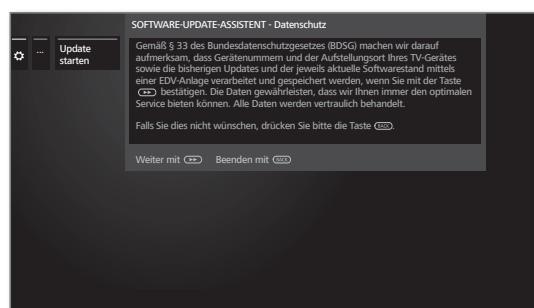 SOFTWARE-UPDATE-ASSISTENT - Datenschutz
...
Update
starten
Gemäß § 33 des Bundesdatenschutzgesetzes (BDSG) machen wir darauf
aufmerksam, dass Gerätenummern und der Aufstellungsort Ihres TV-Gerätes
sowie die bisherigen Updates und der jeweils aktuelle Softwarestand mittels
einer EDV-Anlage verarbeitet und gespeichert werden, wenn Sie mit der Taste
bestätigen. Die Daten gewährleisten, dass wir Ihnen immer den optimalen
Service bieten können. Alle Daten werden vertraulich behandelt.
Falls Sie dies nicht wünschen, drücken Sie bitte die Taste BACK.
Weiter mit Beenden mit BACK